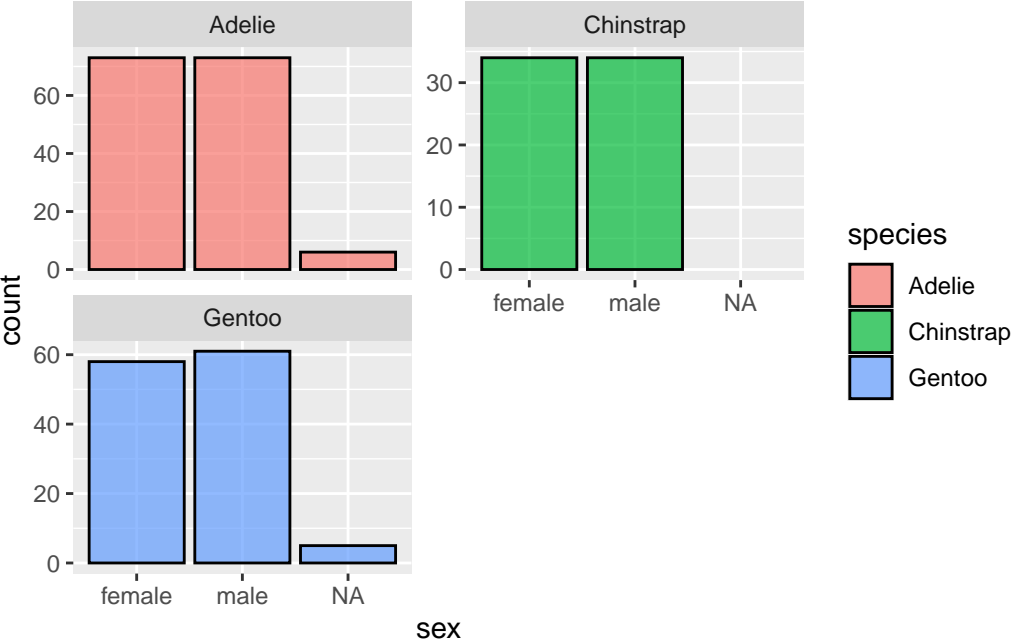 Adelie
60
40
20
0
Chinstrap
30
20
10
0
female male NA
Gentoo
60
40
20
0
female male NA
count
sex
species
Adelie
Chinstrap
Gentoo